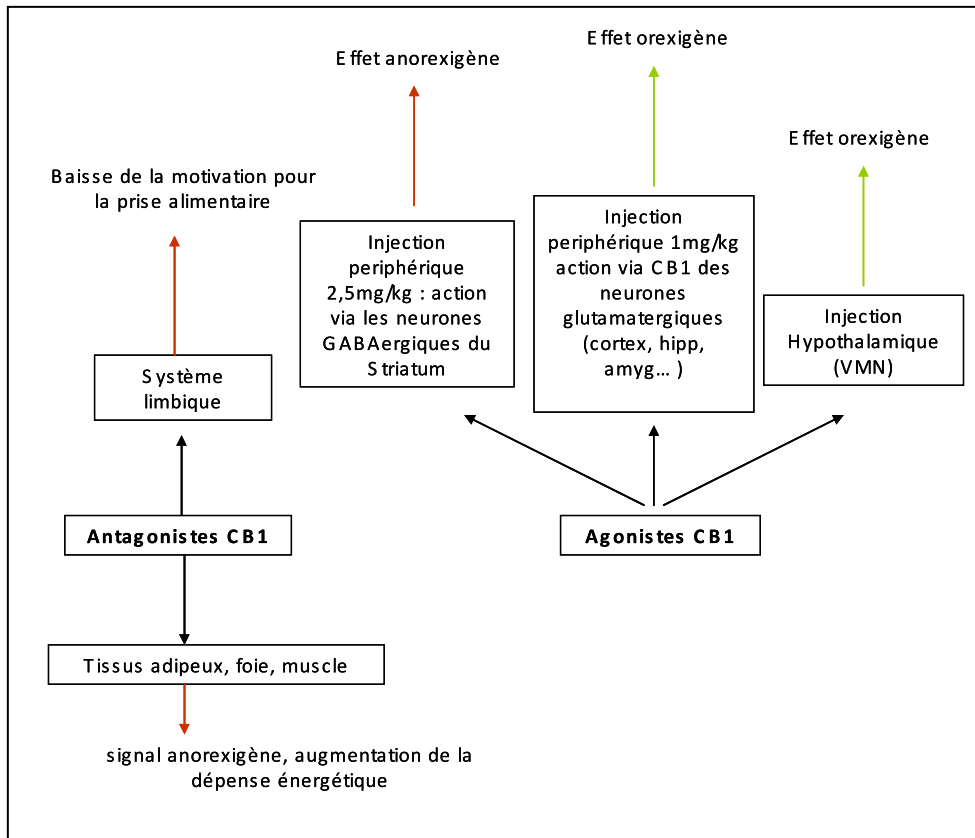 Effet anorexigène
Effet orexigène
Effet orexigène
Baisse de la motivation pour
la prise alimentaire
Injection
periphérique
2,5mg/kg : action
via les neurones
GABAergiques du
Striatum
Injection
periphérique 1mg/kg
action via CB1 des
neurones
glutamatergiques
(cortex, hipp,
amyg... )
Injection
Hypothalamique
(VMN)
Système
limbique
Antagonistes CB1
Agonistes CB1
Tissus adipeux, foie, muscle
signal anorexigène, augmentation de la
dépense énergétique